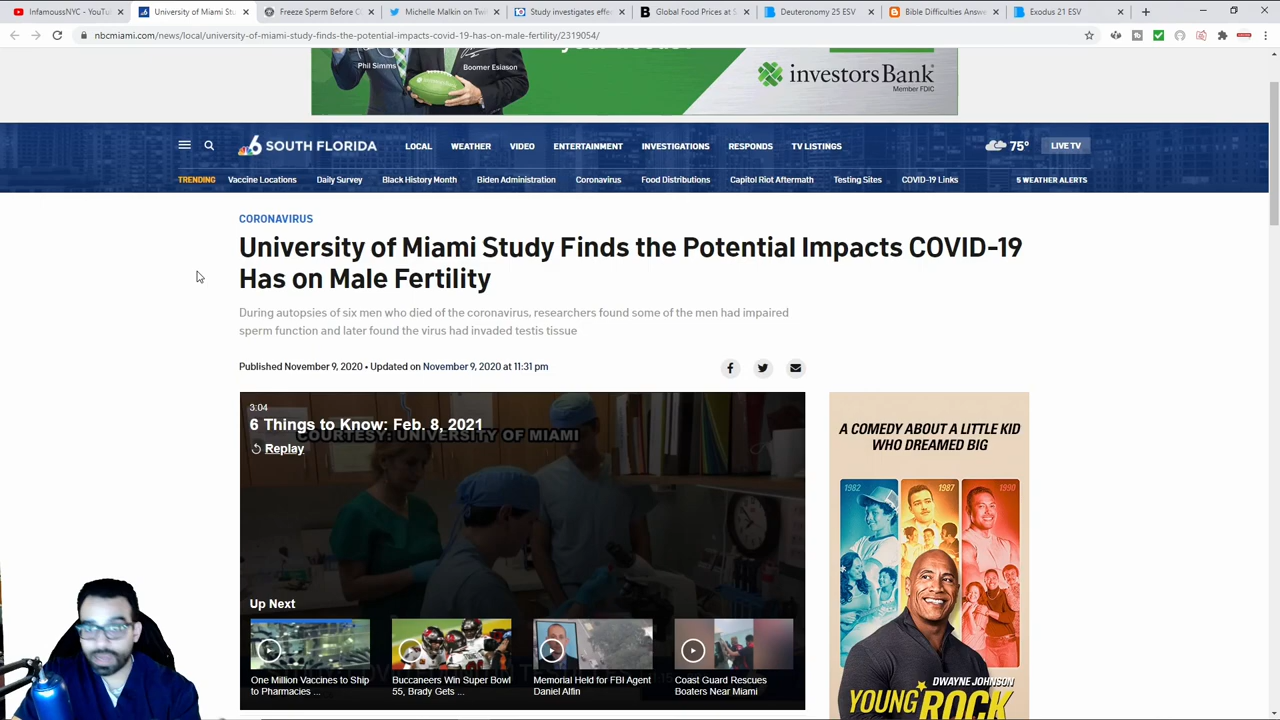 InfamousNYC - YouTu
University of Miami Stu
Freeze Sperm Before C
Michelle Malkin on Twi
Study investigates effe
Global Food Prices at S
Deuteronomy 25 ESV
Bible Difficulties Answe
Exodus 21 ESV
nbcmiami.com/news/local/university-of-miami-study-finds-the-potential-impacts-covid-19-has-on-male-fertility/2319054/
Phil Simms
Boomer Esiason
investorsBank
Member FDIC
6 SOUTH FLORIDA
LOCAL
WEATHER
VIDEO
ENTERTAINMENT
INVESTIGATIONS
RESPONDS
TV LISTINGS
75°
LIVE TV
TRENDING
Vaccine Locations
Daily Survey
Black History Month
Biden Administration
Coronavirus
Food Distributions
Capitol Riot Aftermath
Testing Sites
COVID-19 Links
5 WEATHER ALERTS
CORONAVIRUS
University of Miami Study Finds the Potential Impacts COVID-19
Has on Male Fertility
During autopsies of six men who died of the coronavirus, researchers found some of the men had impaired
sperm function and later found the virus had invaded testis tissue
Published November 9, 2020 • Updated on November 9, 2020 at 11:31 pm
3:04
6 Things to Know: Feb. 8, 2021
COURTESY: UNIVERSITY OF MIAMI
Replay
Up Next
One Million Vaccines to Ship
to Pharmacies ...
Buccaneers Win Super Bowl
55, Brady Gets ...
Memorial Held for FBI Agent
Daniel Alfin
Coast Guard Rescues
Boaters Near Miami
A COMEDY ABOUT A LITTLE KID
WHO DREAMED BIG
1982
1987
1990
DWAYNE JOHNSON
YOUNG ROCK